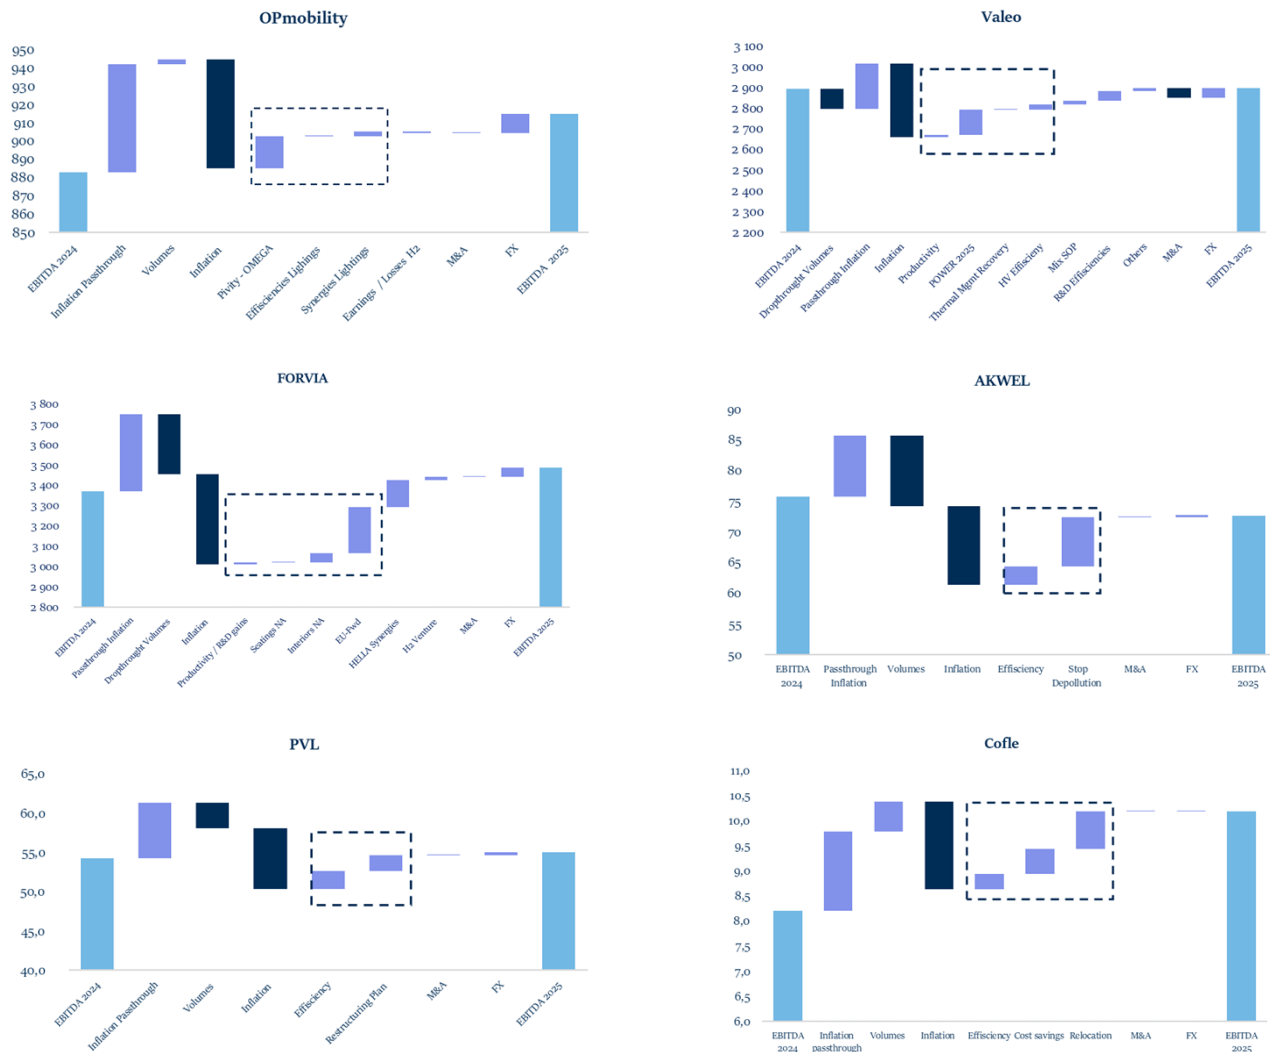 OPmobility
950
940
930
920
910
900
890
880
870
860
850
EBITDA 2024
Inflation Passthrough
Volumes
Inflation
Pivity - OMEGA
Effisciencies Lighings
Synergies Lightings
Earnings / Losses H2
M&A
FX
EBITDA 2025
Valeo
3 100
3 000
2 900
2 800
2 700
2 600
2 500
2 400
2 300
2 200
EBITDA 2024
Dropthrought Volumes
Passthrough Inflation
Inflation
Productivity
POWER 2025
Thermal Mgmt Recovery
HV Effiscieny
Mix SOP
R&D Effisciencies
Others
M&A
FX
EBITDA 2025
FORVIA
3 800
3 700
3 600
3 500
3 400
3 300
3 200
3 100
3 000
2 900
2 800
EBITDA 2024
Passthrough Inflation
Dropthrought Volumes
Inflation
Productivity / R&D gains
Seatings NA
Interiors NA
EU-Fwd
HELLA Synergies
H2 Venture
M&A
FX
EBITDA 2025
AKWEL
90
85
80
75
70
65
60
55
50
EBITDA
2024
Passthrough
Inflation
Volumes
Inflation
Effisciency
Stop
Depollution
M&A
FX
EBITDA
2025
PVL
65,0
60,0
55,0
50,0
45,0
40,0
EBITDA 2024
Inflation Passthrough
Volumes
Inflation
Effisciency
Restructuring Plan
M&A
FX
EBITDA 2025
Cofle
11,0
10,5
10,0
9,5
9,0
8,5
8,0
7,5
7,0
6,5
6,0
EBITDA
2024
Inflation
passthrough
Volumes
Inflation
Effisciency
Cost savings
Relocation
M&A
FX
EBITDA
2025